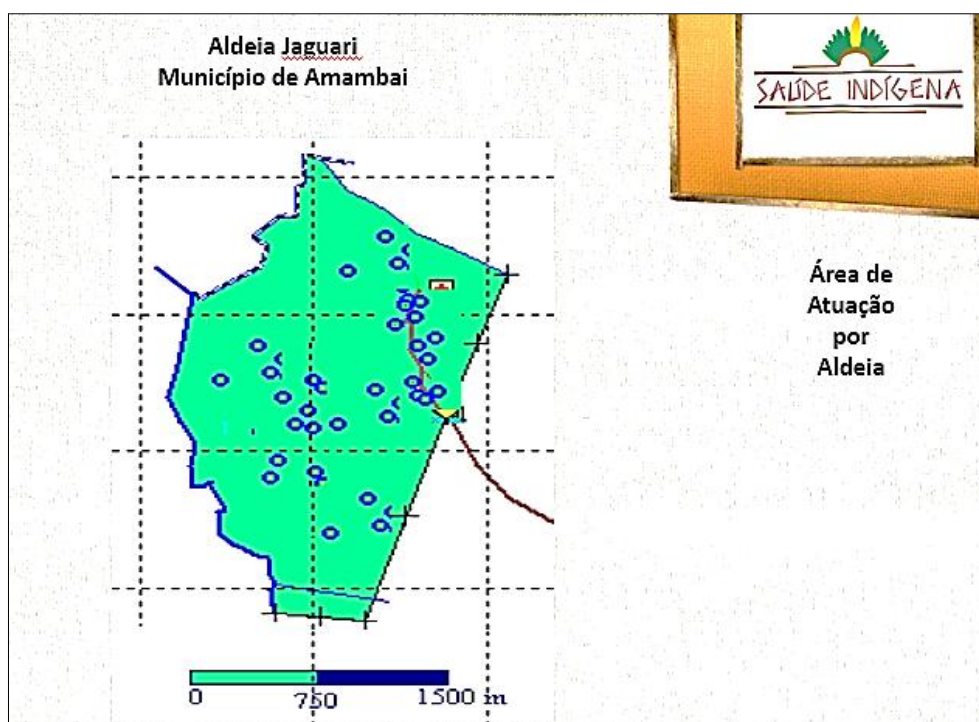 Aldeia Jaguari
Município de Amambai
SAÚDE INDÍGENA
Área de
Atuação
por
Aldeia
0 750 1500 m